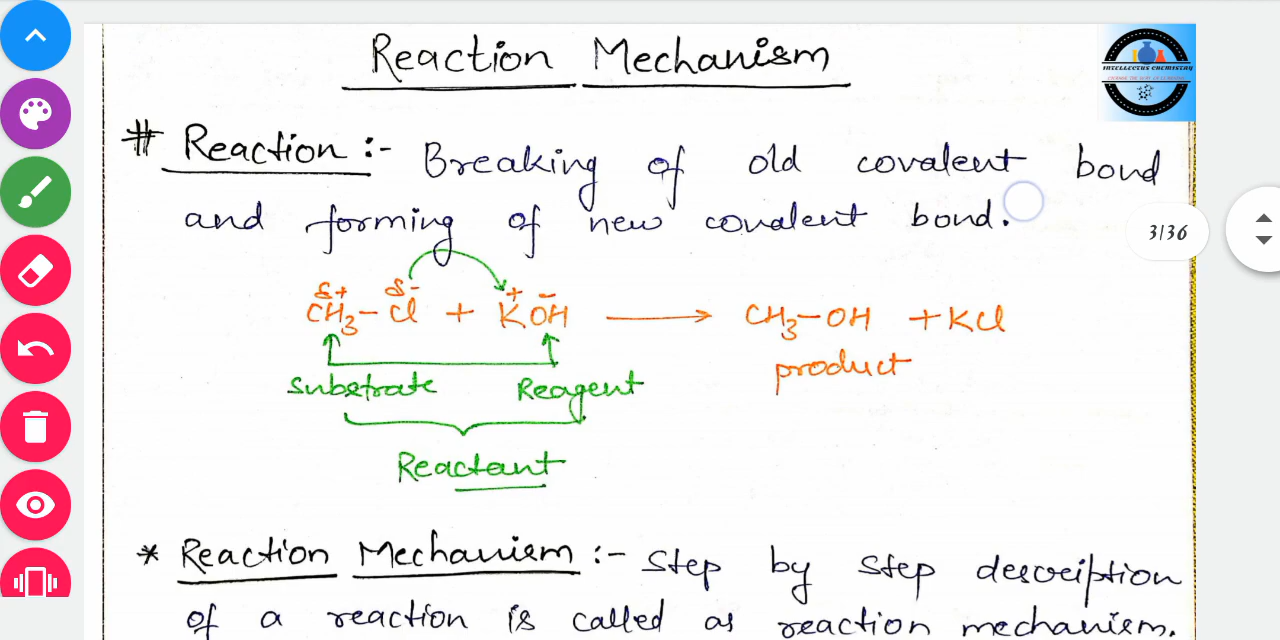 Reaction Mechanism
INTELLECTUS CHEMISTRY
# Reaction :- Breaking of old covalent bond
and forming of new covalent bond.
3/36
δ+ δ- + −
CH₃-Cl + KOH ⟶ CH₃-OH + KCl
product
Substrate Reagent
Reactant
* Reaction Mechanism :- Step by step description
of a reaction is called as reaction mechanism.